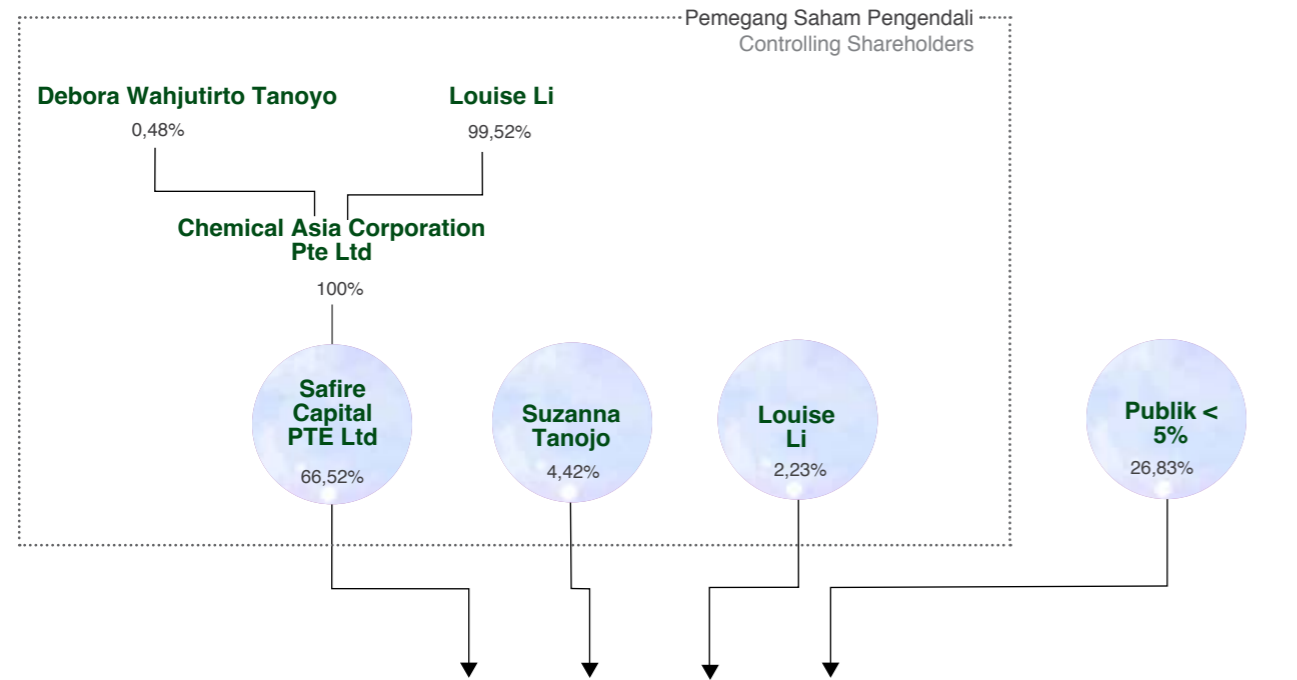 Pemegang Saham Pengendali
Controlling Shareholders
Debora Wahjutirto Tanoyo
0,48%
Louise Li
99,52%
Chemical Asia Corporation
Pte Ltd
100%
Safire
Capital
PTE Ltd
66,52%
Suzanna
Tanojo
4,42%
Louise
Li
2,23%
Publik <
5%
26,83%